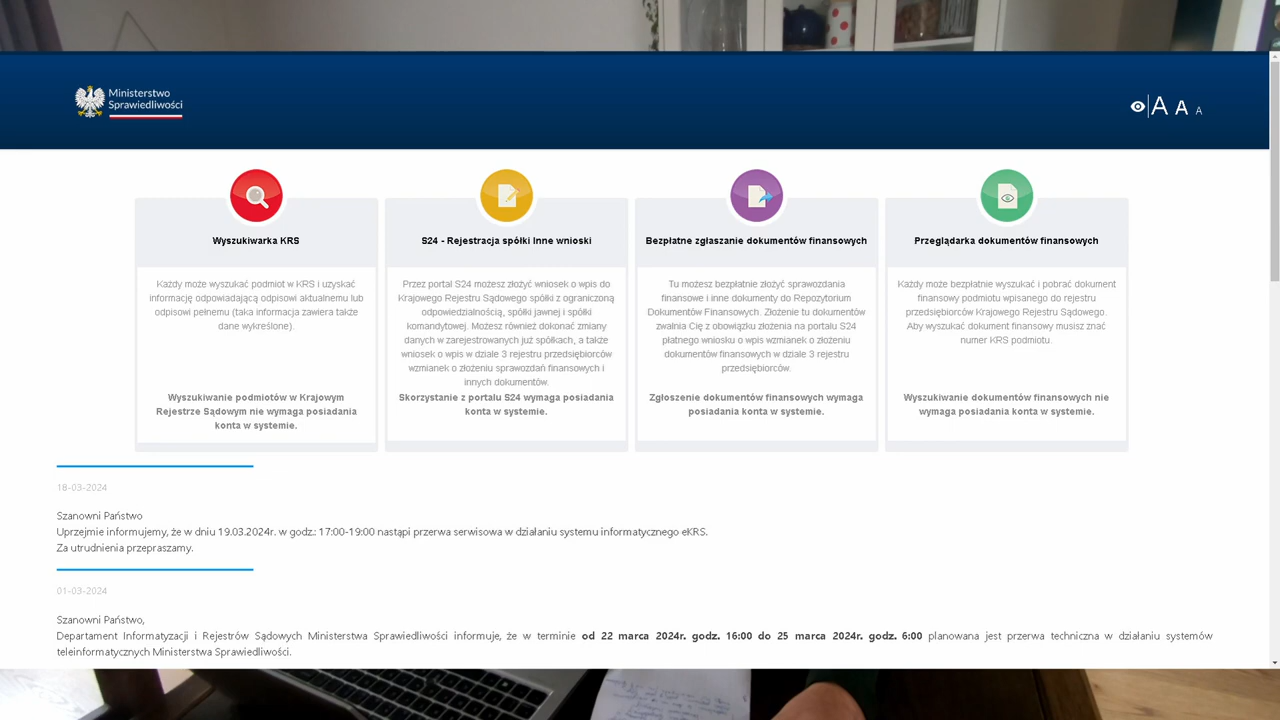 Ministerstwo
Sprawiedliwości
A A A
Wyszukiwarka KRS
Każdy może wyszukać podmiot w KRS i uzyskać
informację odpowiadającą odpisowi aktualnemu lub
odpisowi pełnemu (taka informacja zawiera także
dane wykreślone).
Wyszukiwanie podmiotów w Krajowym
Rejestrze Sądowym nie wymaga posiadania
konta w systemie.
S24 - Rejestracja spółki Inne wnioski
Przez portal S24 możesz złożyć wniosek o wpis do
Krajowego Rejestru Sądowego spółki z ograniczoną
odpowiedzialnością, spółki jawnej i spółki
komandytowej. Możesz również dokonać zmiany
danych w zarejestrowanych już spółkach, a także
wniosek o wpis w dziale 3 rejestru przedsiębiorców
wzmianek o złożeniu sprawozdań finansowych i
innych dokumentów.
Skorzystanie z portalu S24 wymaga posiadania
konta w systemie.
Bezpłatne zgłaszanie dokumentów finansowych
Tu możesz bezpłatnie złożyć sprawozdania
finansowe i inne dokumenty do Repozytorium
Dokumentów Finansowych. Złożenie tu dokumentów
zwalnia Cię z obowiązku złożenia na portalu S24
płatnego wniosku o wpis wzmianek o złożeniu
dokumentów finansowych w dziale 3 rejestru
przedsiębiorców.
Zgłoszenie dokumentów finansowych wymaga
posiadania konta w systemie.
Przeglądarka dokumentów finansowych
Każdy może bezpłatnie wyszukać i pobrać dokument
finansowy podmiotu wpisanego do rejestru
przedsiębiorców Krajowego Rejestru Sądowego.
Aby wyszukać dokument finansowy musisz znać
numer KRS podmiotu.
Wyszukiwanie dokumentów finansowych nie
wymaga posiadania konta w systemie.
18-03-2024
Szanowni Państwo
Uprzejmie informujemy, że w dniu 19.03.2024r. w godz.: 17:00-19:00 nastąpi przerwa serwisowa w działaniu systemu informatycznego eKRS.
Za utrudnienia przepraszamy.
01-03-2024
Szanowni Państwo,
Departament Informatyzacji i Rejestrów Sądowych Ministerstwa Sprawiedliwości informuje, że w terminie od 22 marca 2024r. godz. 16:00 do 25 marca 2024r. godz. 6:00 planowana jest przerwa techniczna w działaniu systemów
teleinformatycznych Ministerstwa Sprawiedliwości.